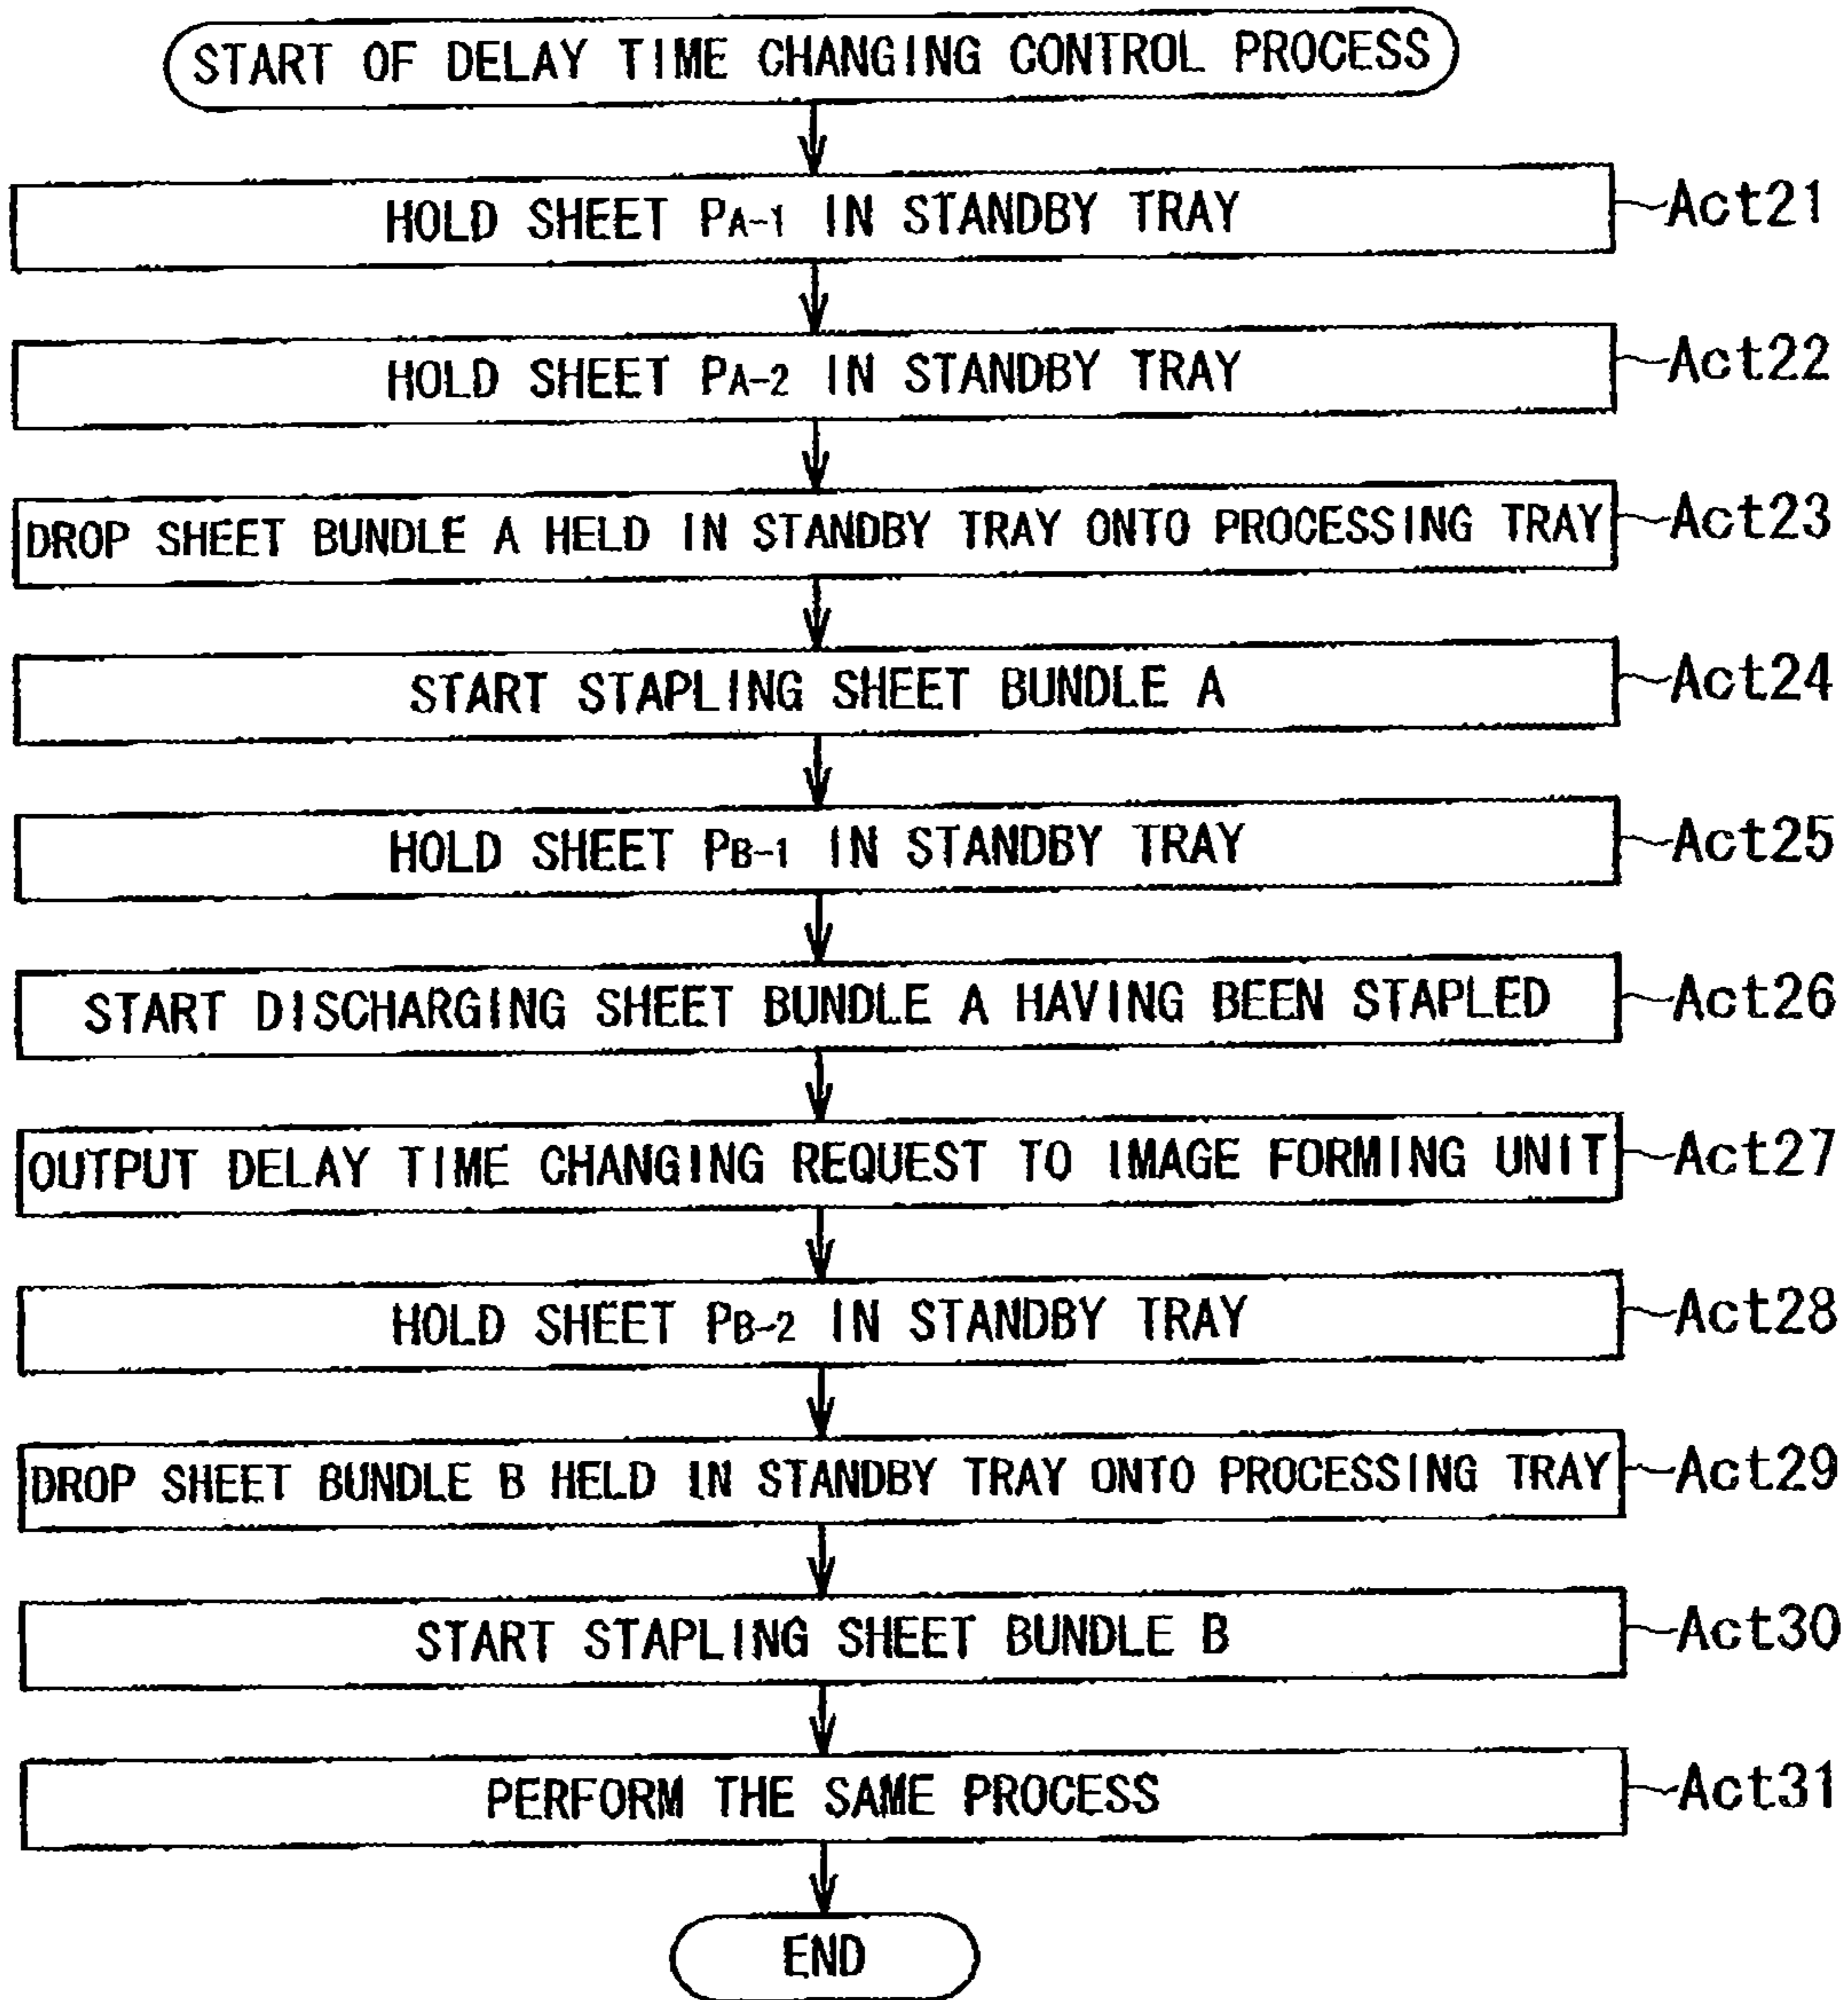 START OF DELAY TIME CHANGING CONTROL PROCESS
HOLD SHEET PA-1 IN STANDBY TRAY
Act21
HOLD SHEET PA-2 IN STANDBY TRAY
Act22
DROP SHEET BUNDLE A HELD IN STANDBY TRAY ONTO PROCESSING TRAY
Act23
START STAPLING SHEET BUNDLE A
Act24
HOLD SHEET PB-1 IN STANDBY TRAY
Act25
START DISCHARGING SHEET BUNDLE A HAVING BEEN STAPLED
Act26
OUTPUT DELAY TIME CHANGING REQUEST TO IMAGE FORMING UNIT
Act27
HOLD SHEET PB-2 IN STANDBY TRAY
Act28
DROP SHEET BUNDLE B HELD IN STANDBY TRAY ONTO PROCESSING TRAY
Act29
START STAPLING SHEET BUNDLE B
Act30
PERFORM THE SAME PROCESS
Act31
END